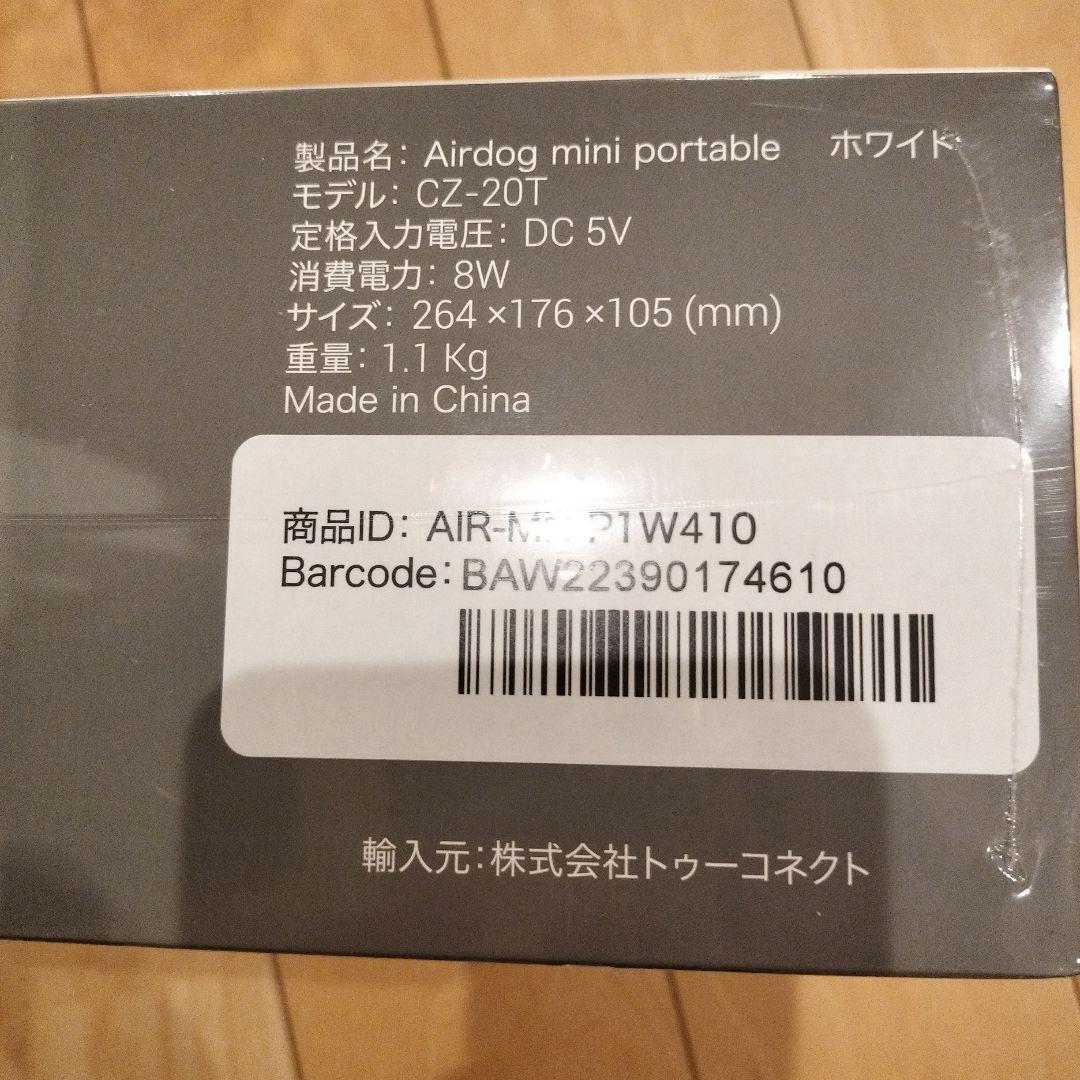 製品名: Airdog mini portable ホワイト
モデル: CZ-20T
定格入力電圧: DC 5V
消費電力: 8W
サイズ: 264×176×105 (mm)
重量: 1.1 Kg
Made in China
商品ID:
Barcode: BAW22390174610
輸入元:株式会社トゥーコネクト